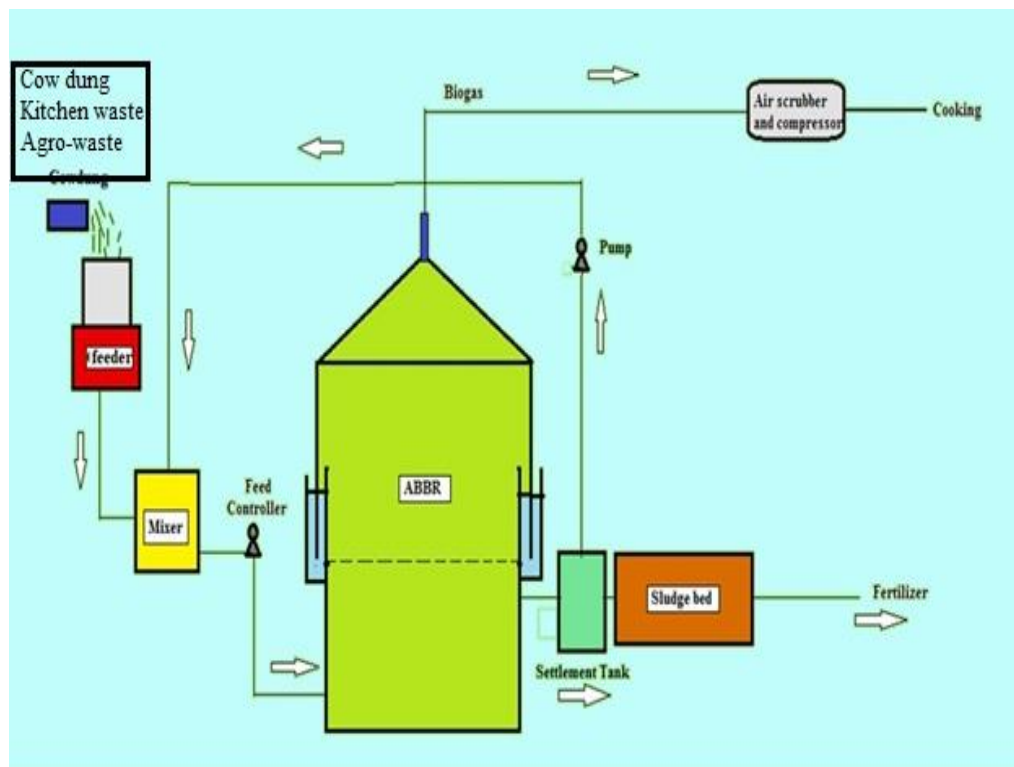 Cow dung
Kitchen waste
Agro-waste
Cowdung
Biogas
Air scrubber
and compressor
Cooking
Pump
feeder
ABBR
Feed
Controller
Mixer
Sludge bed
Fertilizer
Settlement Tank